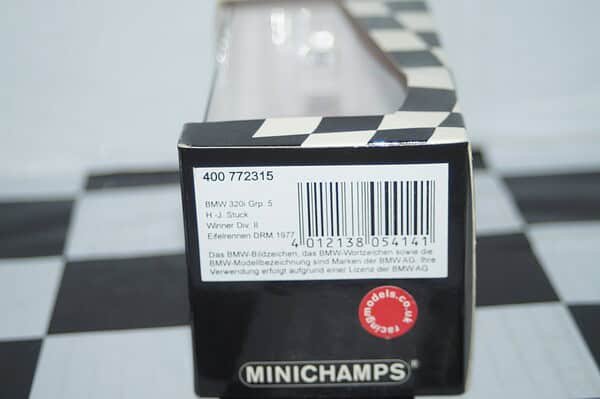 400 772315
BMW 320i Grp. 5
H.-J. Stuck
Winner Div. II
Eifelrennen DRM 1977
4 012138 054141
Das BMW-Bildzeichen, das BMW-Wortzeichen sowie die
BMW-Modellbezeichnung sind Marken der BMW AG. Ihre
Verwendung erfolgt aufgrund einer Lizenz der BMW AG
racingmodels.co.uk
MINICHAMPS®